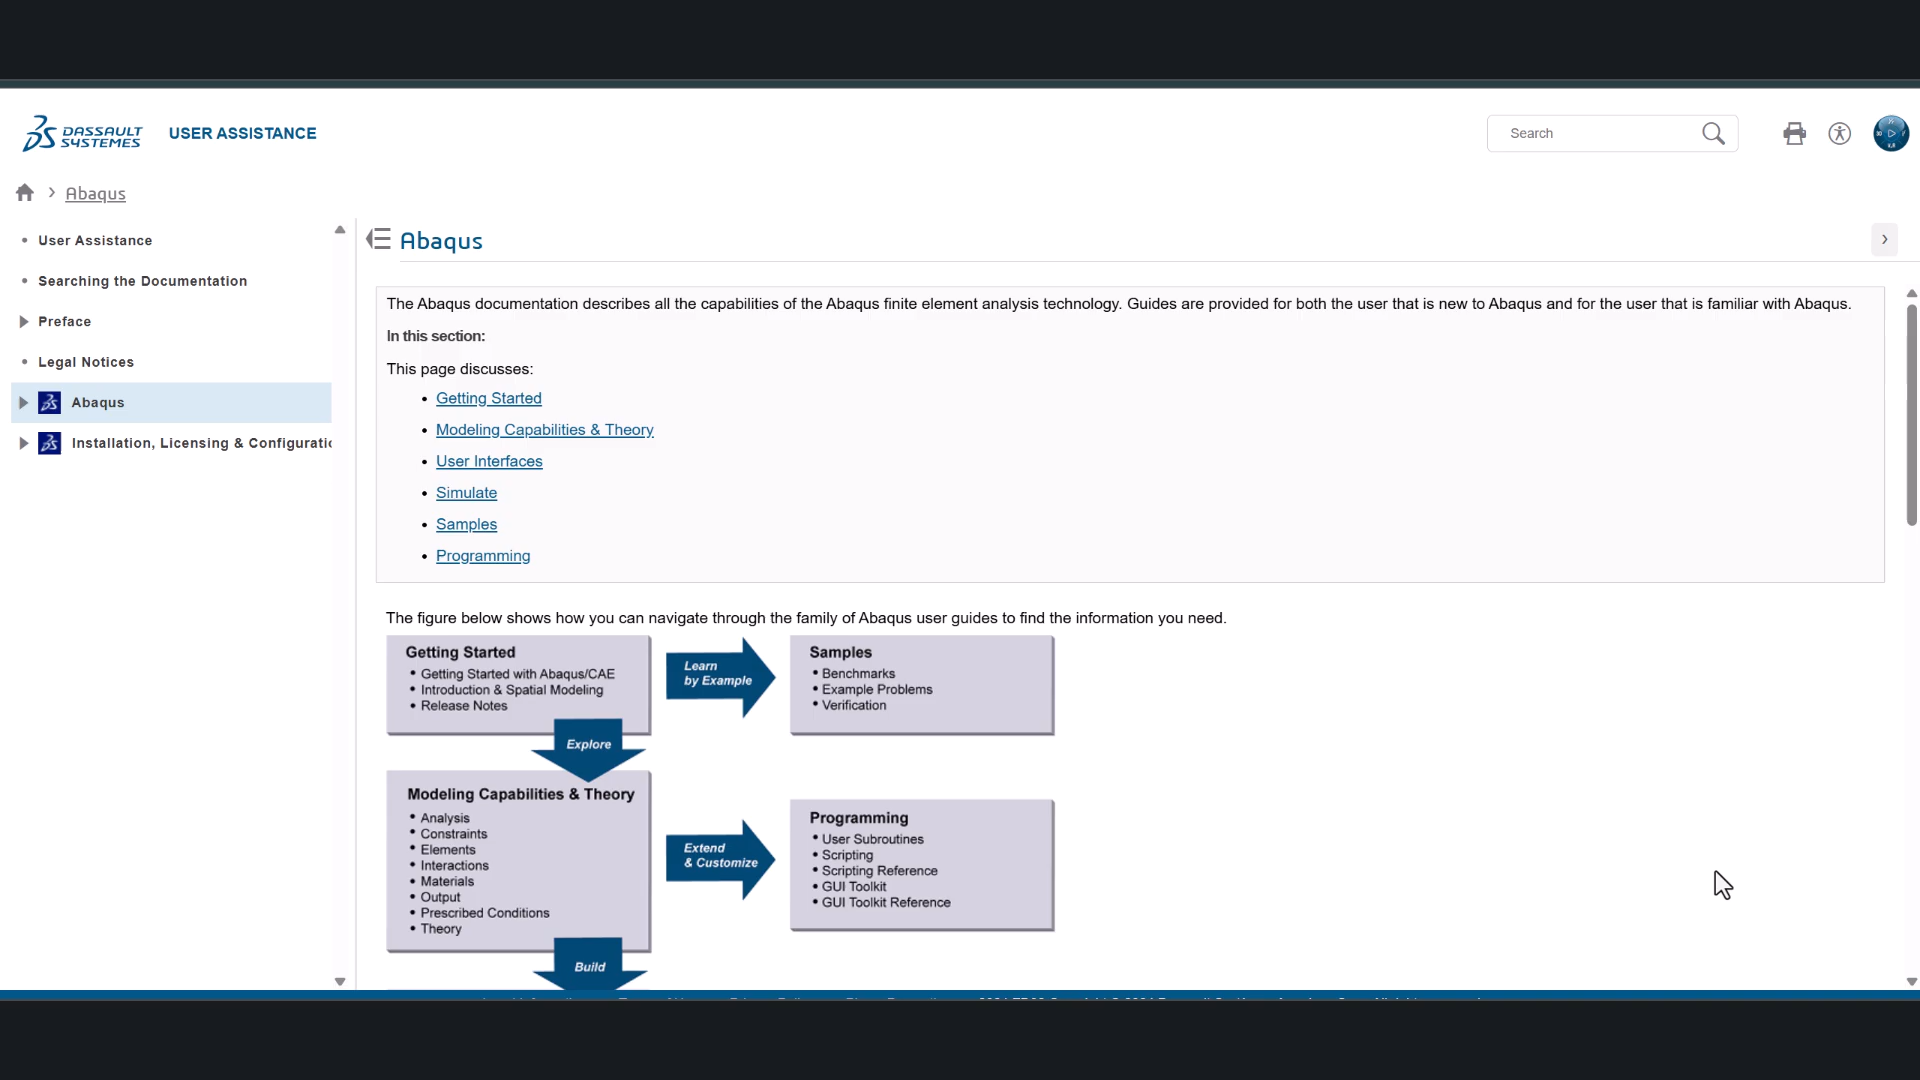 DASSAULT
SYSTEMES
USER ASSISTANCE
Search
Abaqus
User Assistance
Searching the Documentation
Preface
Legal Notices
Abaqus
Installation, Licensing & Configuratio
Abaqus
The Abaqus documentation describes all the capabilities of the Abaqus finite element analysis technology. Guides are provided for both the user that is new to Abaqus and for the user that is familiar with Abaqus.
In this section:
This page discusses:
• Getting Started
• Modeling Capabilities & Theory
• User Interfaces
• Simulate
• Samples
• Programming
The figure below shows how you can navigate through the family of Abaqus user guides to find the information you need.
Getting Started
• Getting Started with Abaqus/CAE
• Introduction & Spatial Modeling
• Release Notes
Learn
by Example
Samples
• Benchmarks
• Example Problems
• Verification
Explore
Modeling Capabilities & Theory
• Analysis
• Constraints
• Elements
• Interactions
• Materials
• Output
• Prescribed Conditions
• Theory
Extend
& Customize
Programming
• User Subroutines
• Scripting
• Scripting Reference
• GUI Toolkit
• GUI Toolkit Reference
Build